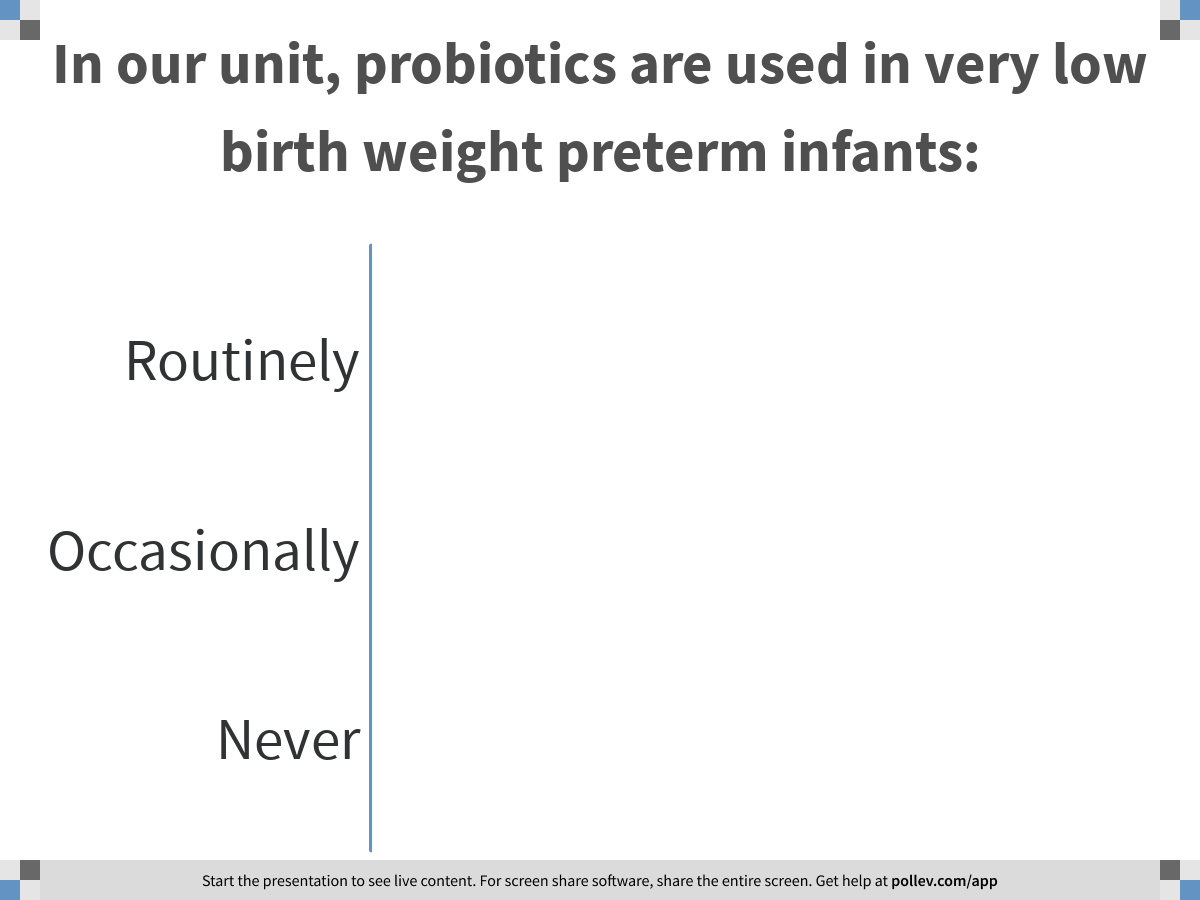 In our unit, probiotics are used in very low
birth weight preterm infants:
Routinely
Occasionally
Never
Start the presentation to see live content. For screen share software, share the entire screen. Get help at pollev.com/app